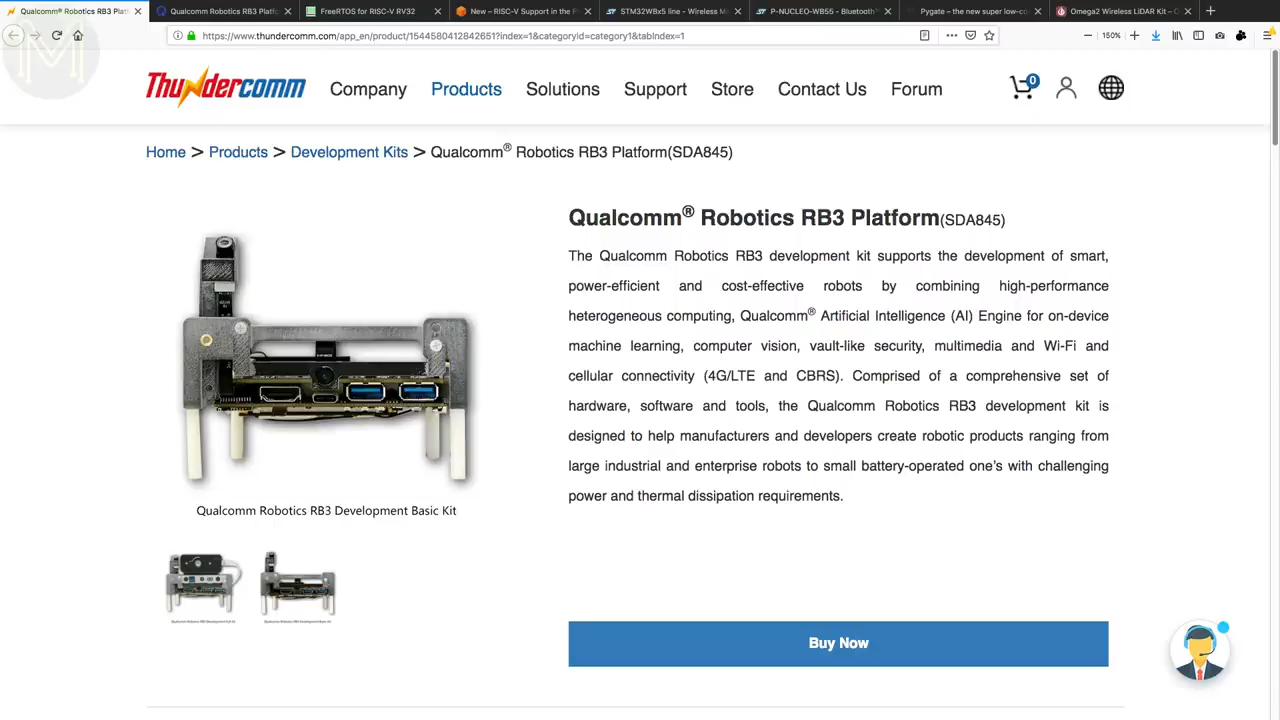 Qualcomm® Robotics RB3 Platf
Qualcomm® Robotics RB3 Platfo
FreeRTOS for RISC-V RV32
New – RISC-V Support in the F
STM32WBx5 line - Wireless M
P-NUCLEO-WB55 - Bluetooth™
Pygate – the new super low-co
Omega2 Wireless LiDAR Kit – O
https://www.thundercomm.com/app_en/product/1544580412842651?index=1&categoryid=category1&tabIndex=1
150%
M
Thundercomm
Company
Products
Solutions
Support
Store
Contact Us
Forum
0
Home > Products > Development Kits > Qualcomm® Robotics RB3 Platform(SDA845)
Qualcomm® Robotics RB3 Platform(SDA845)
The Qualcomm Robotics RB3 development kit supports the development of smart,
power-efficient and cost-effective robots by combining high-performance
heterogeneous computing, Qualcomm® Artificial Intelligence (AI) Engine for on-device
machine learning, computer vision, vault-like security, multimedia and Wi-Fi and
cellular connectivity (4G/LTE and CBRS). Comprised of a comprehensive set of
hardware, software and tools, the Qualcomm Robotics RB3 development kit is
designed to help manufacturers and developers create robotic products ranging from
large industrial and enterprise robots to small battery-operated one's with challenging
power and thermal dissipation requirements.
Qualcomm Robotics RB3 Development Basic Kit
Buy Now